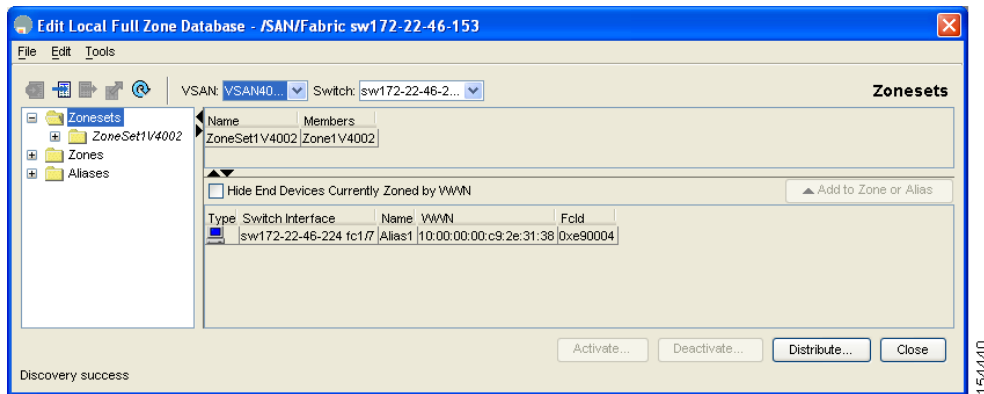 Edit Local Full Zone Database - /SAN/Fabric sw172-22-46-153
File Edit Tools
VSAN: VSAN40... Switch: sw172-22-46-2... Zonesets
Zonesets
ZoneSet1V4002
Zones
Aliases
Name Members
ZoneSet1V4002 Zone1V4002
Hide End Devices Currently Zoned by WWN
Add to Zone or Alias
Type Switch Interface Name WWN FcId
sw172-22-46-224 fc1/7 Alias1 10:00:00:00:c9:2e:31:38 0xe90004
Activate... Deactivate... Distribute... Close
Discovery success
154440